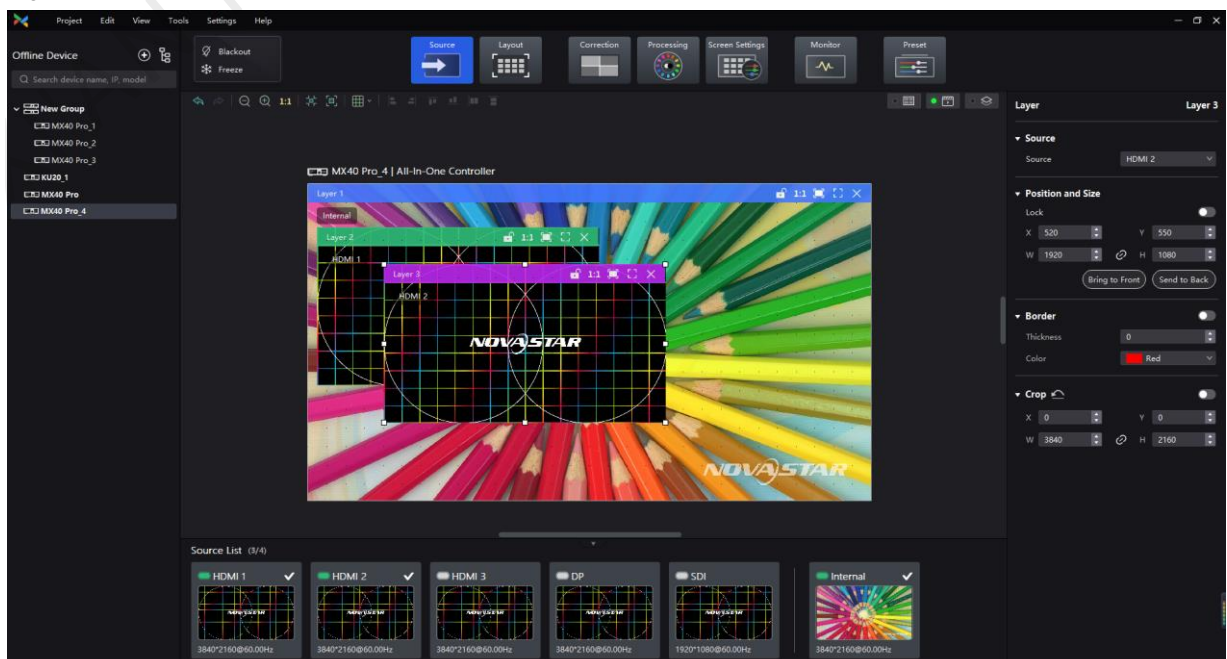 Project Edit View Tools Settings Help
Offline Device
Search device name, IP, model
New Group
MX40 Pro_1
MX40 Pro_2
MX40 Pro_3
KU20_1
MX40 Pro
MX40 Pro_4
Blackout
Freeze
Source Layout Correction Processing Screen Settings Monitor Preset
1:1
MX40 Pro_4 | All-In-One Controller
Layer 1 1:1
Internal
Layer 2 1:1
HDMI 1
Layer 3 1:1
HDMI 2
NOVASTAR
NOVASTAR
Layer Layer 3
Source
Source HDMI 2
Position and Size
Lock
X 520 Y 550
W 1920 H 1080
Bring to Front Send to Back
Border
Thickness 0
Color Red
Crop
X 0 Y 0
W 3840 H 2160
Source List (3/4)
HDMI 1 HDMI 2 HDMI 3 DP SDI Internal
NOVASTAR NOVASTAR NOVASTAR NOVASTAR NOVASTAR
3840*2160@60.00Hz 3840*2160@60.00Hz 3840*2160@60.00Hz 3840*2160@60.00Hz 1920*1080@60.00Hz 3840*2160@60.00Hz